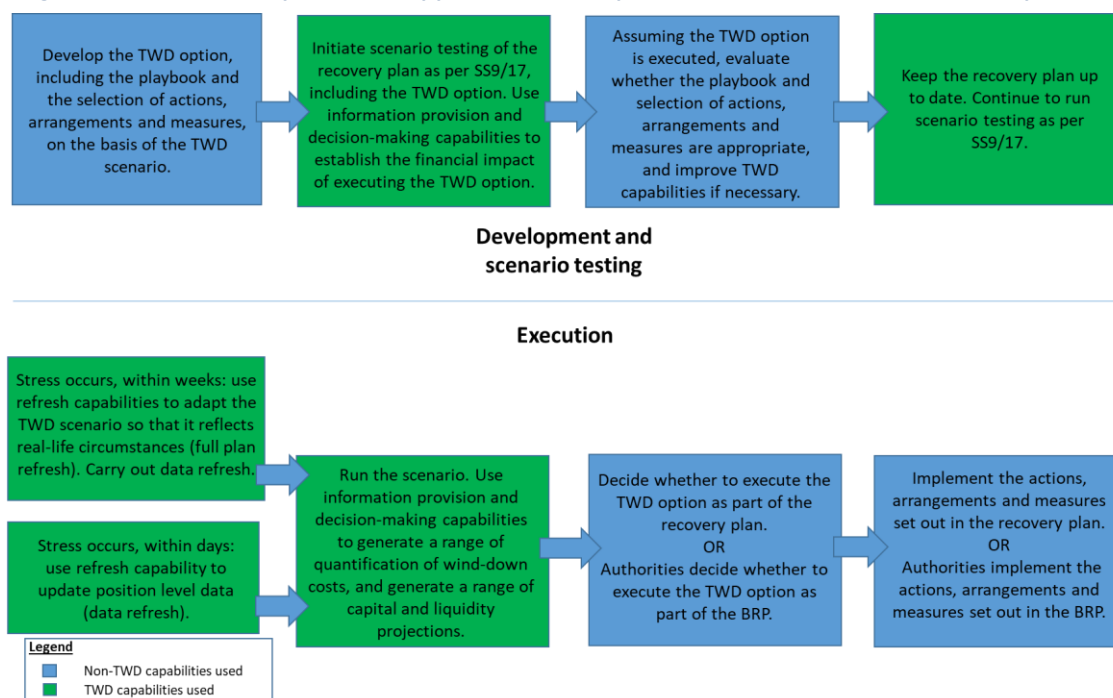 Develop the TWD option,
including the playbook and
the selection of actions,
arrangements and measures,
on the basis of the TWD
scenario.
Initiate scenario testing of the
recovery plan as per SS9/17,
including the TWD option. Use
information provision and
decision-making capabilities to
establish the financial impact
of executing the TWD option.
Assuming the TWD option
is executed, evaluate
whether the playbook and
selection of actions,
arrangements and
measures are appropriate,
and improve TWD
capabilities if necessary.
Keep the recovery plan up
to date. Continue to run
scenario testing as per
SS9/17.
Development and
scenario testing
Execution
Stress occurs, within weeks: use
refresh capabilities to adapt the
TWD scenario so that it reflects
real-life circumstances (full plan
refresh). Carry out data refresh.
Stress occurs, within days:
use refresh capability to
update position level data
(data refresh).
Run the scenario. Use
information provision and
decision-making capabilities
to generate a range of
quantification of wind-down
costs, and generate a range of
capital and liquidity
projections.
Decide whether to execute the
TWD option as part of the
recovery plan.
OR
Authorities decide whether to
execute the TWD option as
part of the BRP.
Implement the actions,
arrangements and measures
set out in the recovery plan.
OR
Authorities implement the
actions, arrangements and
measures set out in the BRP.
Legend
Non-TWD capabilities used
TWD capabilities used